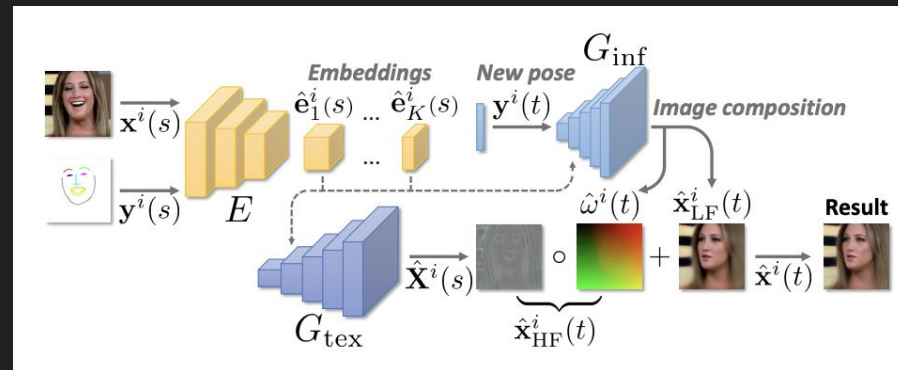 G_inf
Embeddings
New pose
ê^i_1(s) ... ê^i_K(s)
y^i(t)
Image composition
x^i(s)
...
y^i(s)
E
ω̂^i(t)
x̂^i_LF(t)
Result
X̂^i(s)
∘
+
x̂^i(t)
G_tex
x̂^i_HF(t)